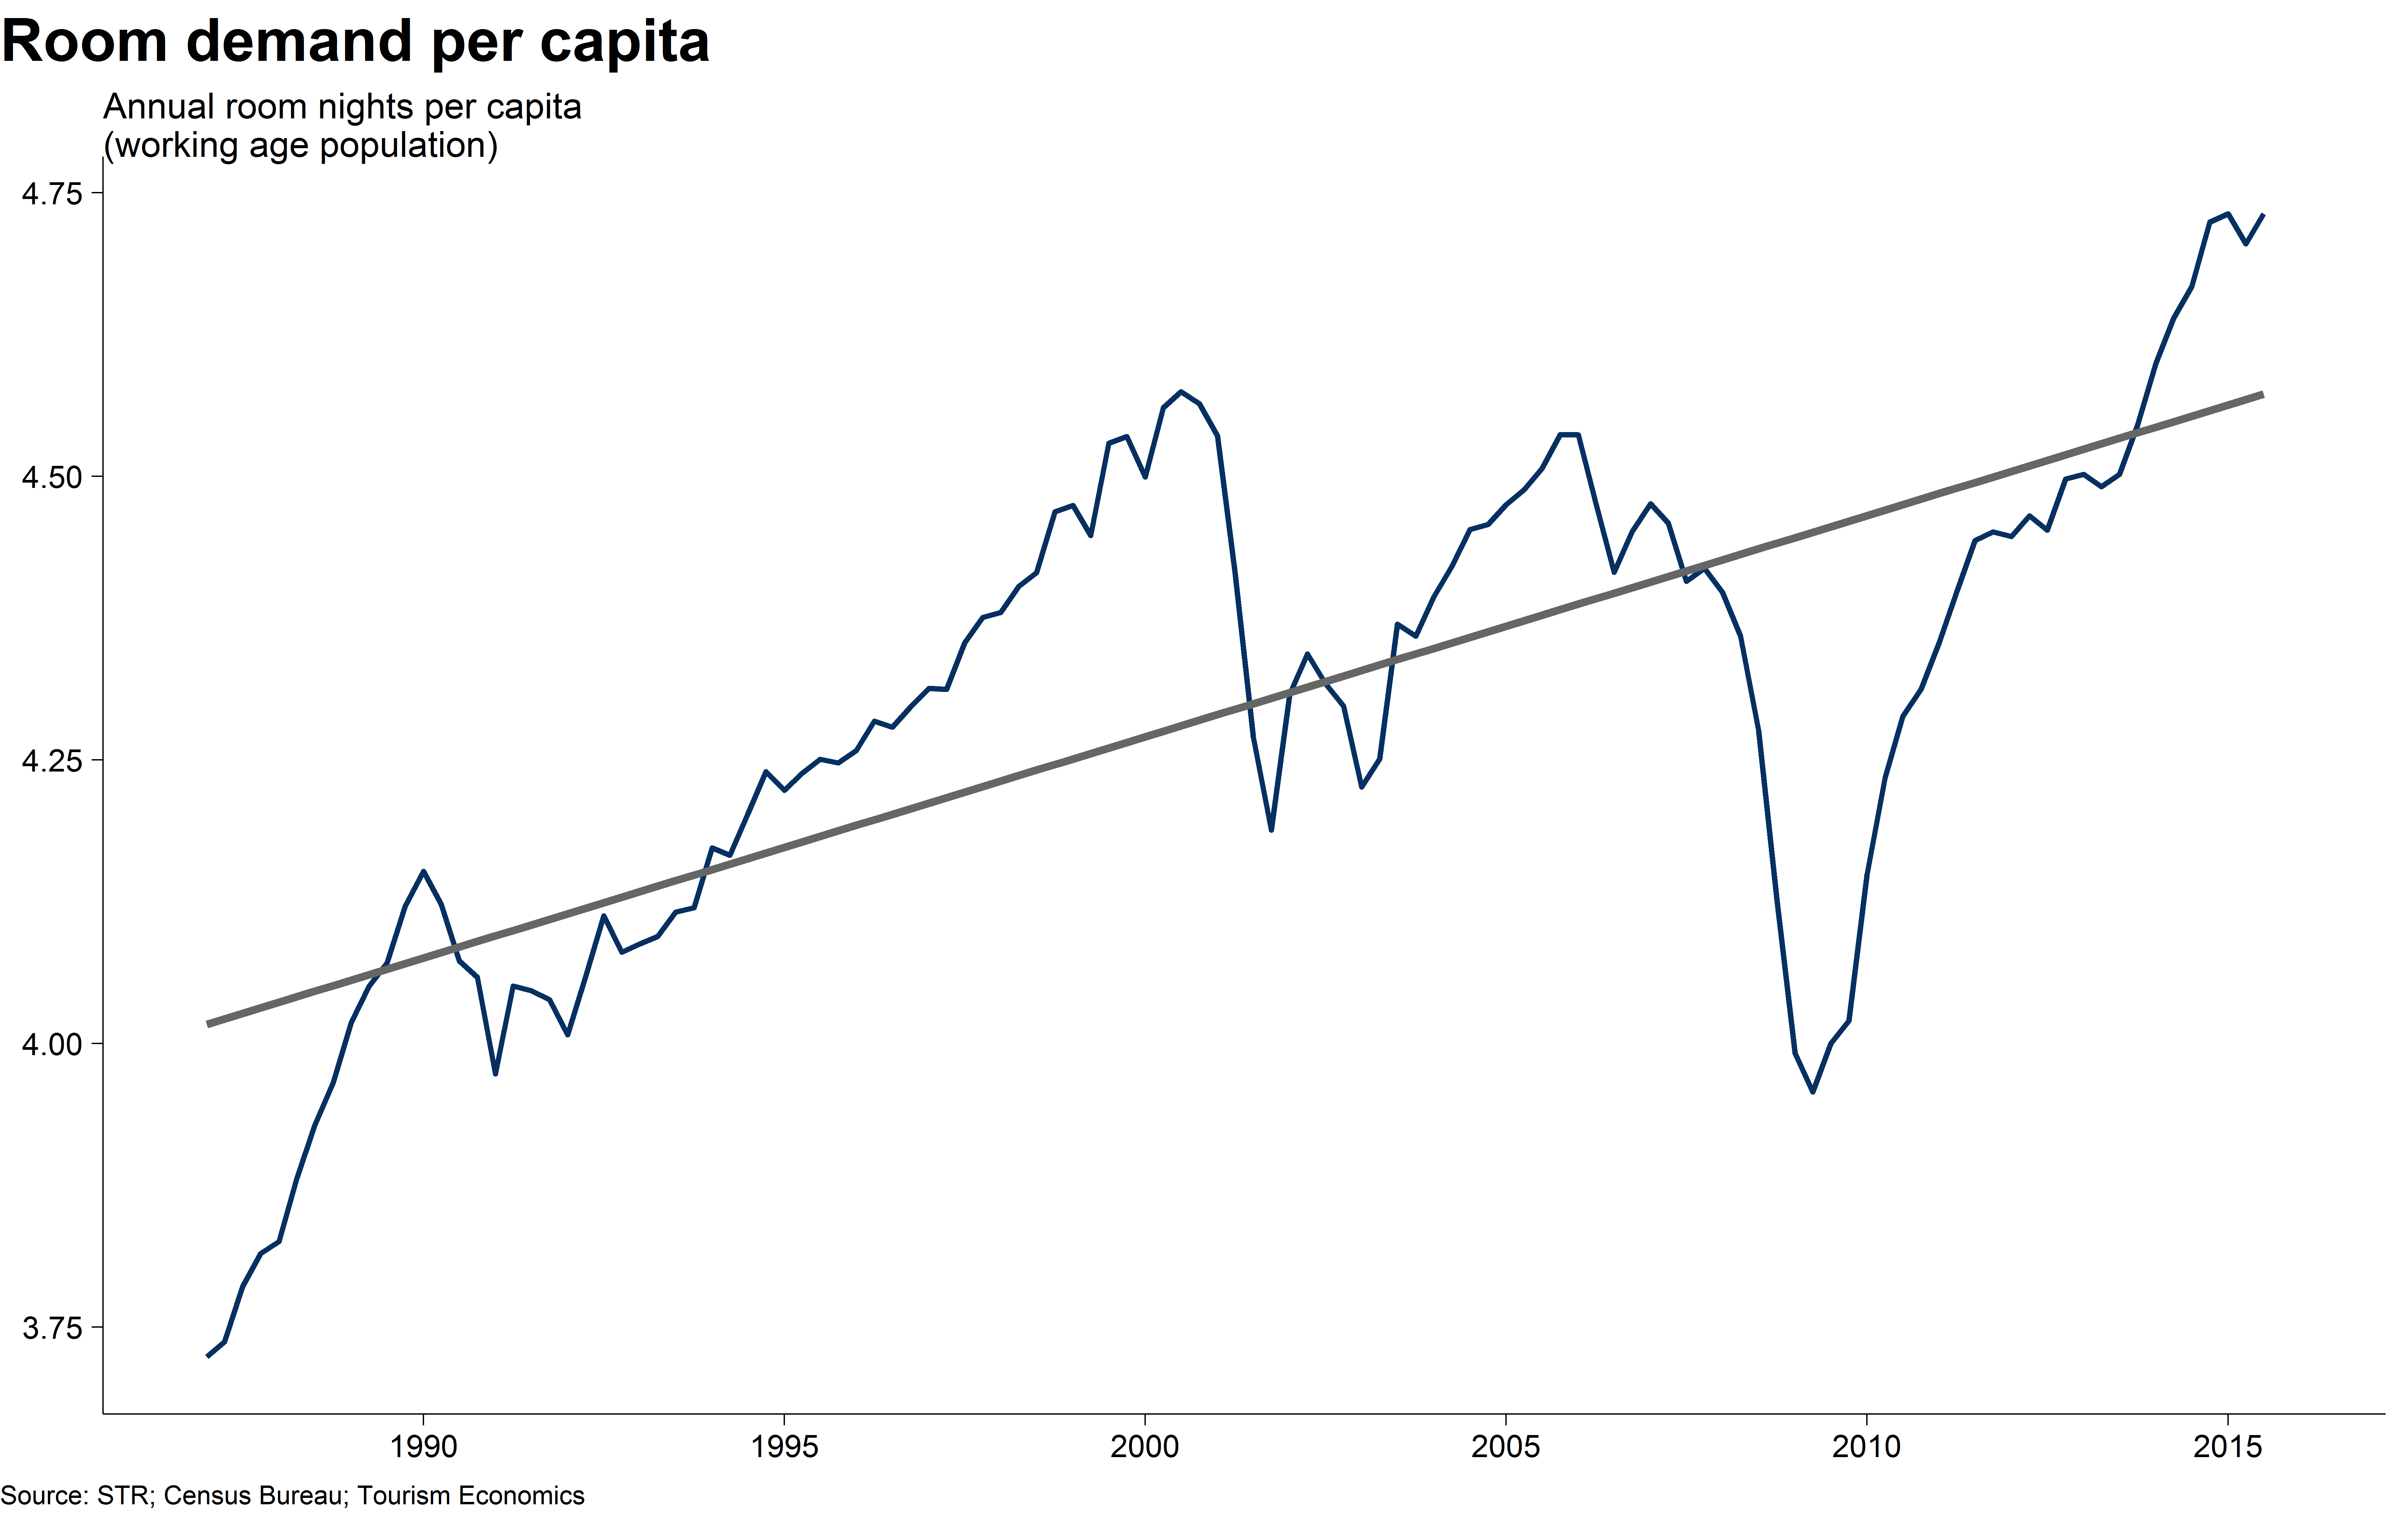 Room demand per capita
Annual room nights per capita
(working age population)
4.75
4.50
4.25
4.00
3.75
1990
1995
2000
2005
2010
2015
Source: STR; Census Bureau; Tourism Economics